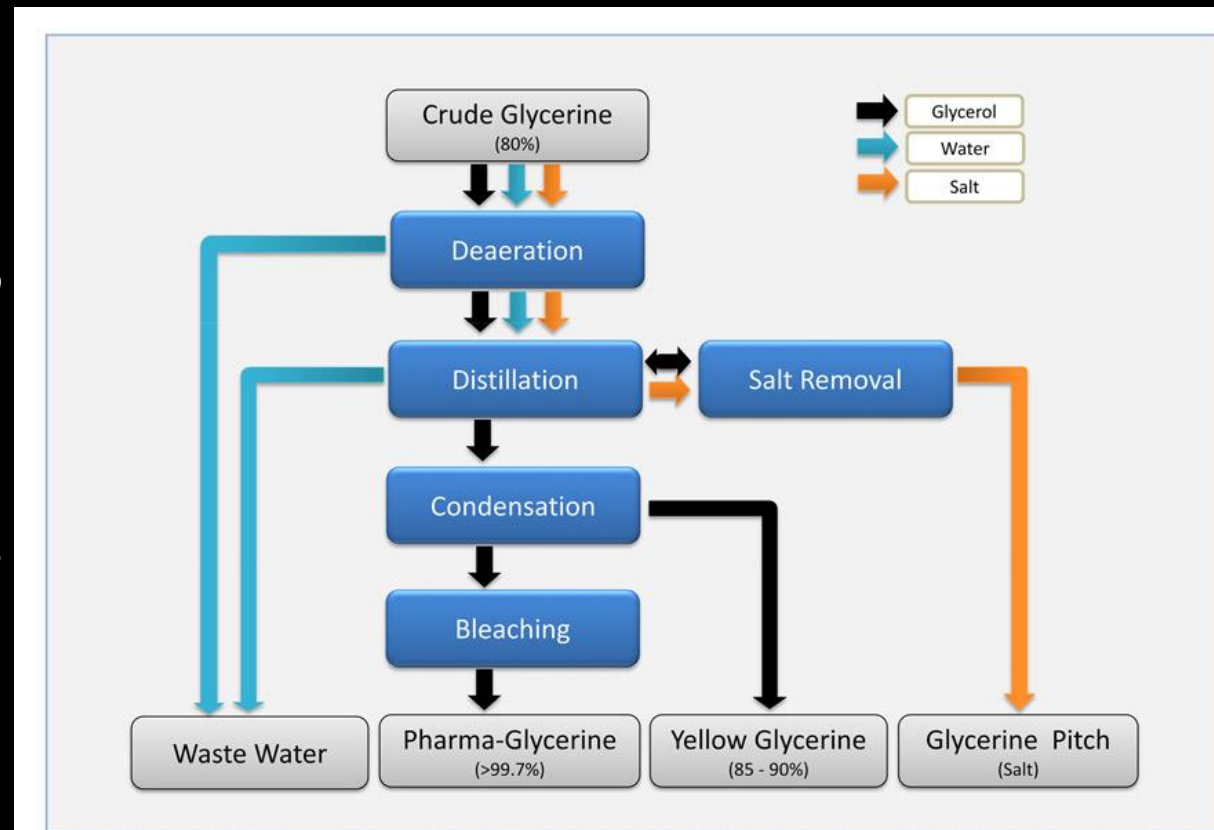 Crude Glycerine
(80%)
Glycerol
Water
Salt
Deaeration
Distillation
Salt Removal
Condensation
Bleaching
Waste Water
Pharma-Glycerine
(>99.7%)
Yellow Glycerine
(85 - 90%)
Glycerine Pitch
(Salt)